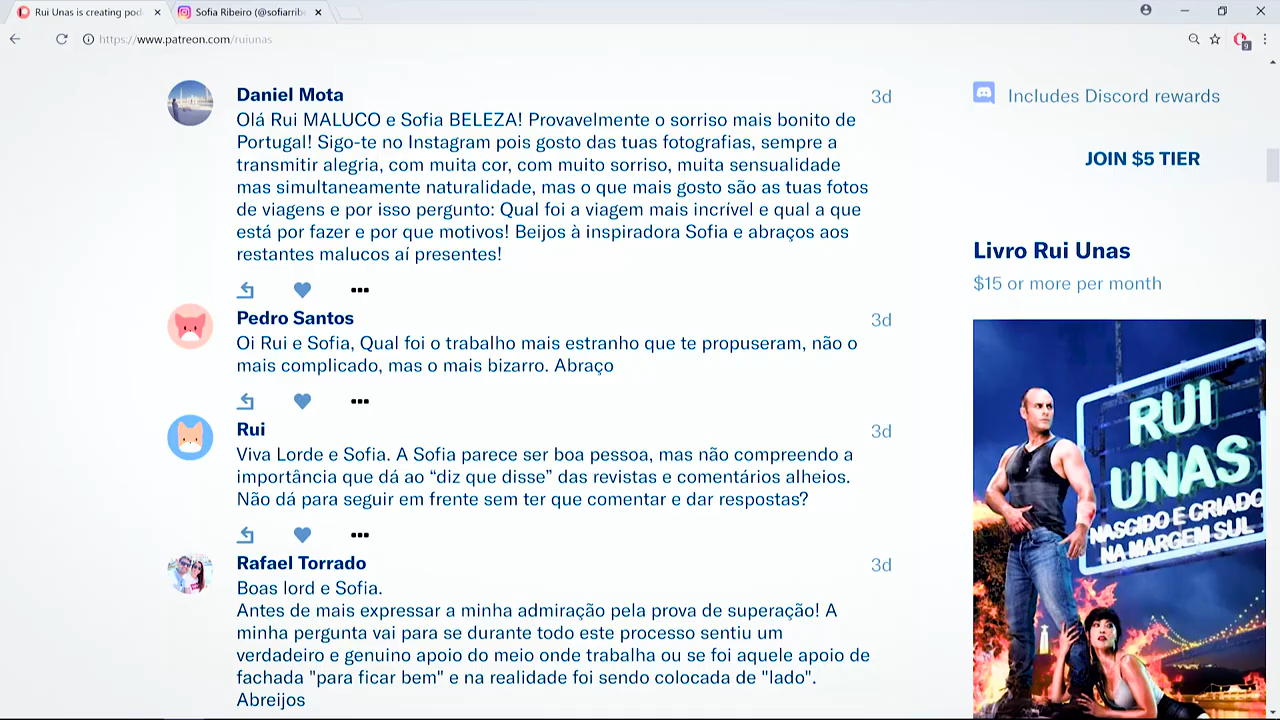 Rui Unas is creating pod
Sofia Ribeiro (@sofiarrib
https://www.patreon.com/ruiunas
9
Daniel Mota
3d
Olá Rui MALUCO e Sofia BELEZA! Provavelmente o sorriso mais bonito de
Portugal! Sigo-te no Instagram pois gosto das tuas fotografias, sempre a
transmitir alegria, com muita cor, com muito sorriso, muita sensualidade
mas simultaneamente naturalidade, mas o que mais gosto são as tuas fotos
de viagens e por isso pergunto: Qual foi a viagem mais incrível e qual a que
está por fazer e por que motivos! Beijos à inspiradora Sofia e abraços aos
restantes malucos aí presentes!
Pedro Santos
3d
Oi Rui e Sofia, Qual foi o trabalho mais estranho que te propuseram, não o
mais complicado, mas o mais bizarro. Abraço
Rui
3d
Viva Lorde e Sofia. A Sofia parece ser boa pessoa, mas não compreendo a
importância que dá ao “diz que disse” das revistas e comentários alheios.
Não dá para seguir em frente sem ter que comentar e dar respostas?
Rafael Torrado
3d
Boas lord e Sofia.
Antes de mais expressar a minha admiração pela prova de superação! A
minha pergunta vai para se durante todo este processo sentiu um
verdadeiro e genuino apoio do meio onde trabalha ou se foi aquele apoio de
fachada "para ficar bem" e na realidade foi sendo colocada de "lado".
Abreijos
Includes Discord rewards
JOIN $5 TIER
Livro Rui Unas
$15 or more per month
RUI
UNAS
NASCIDO E CRIADO
NA MARGEM SUL